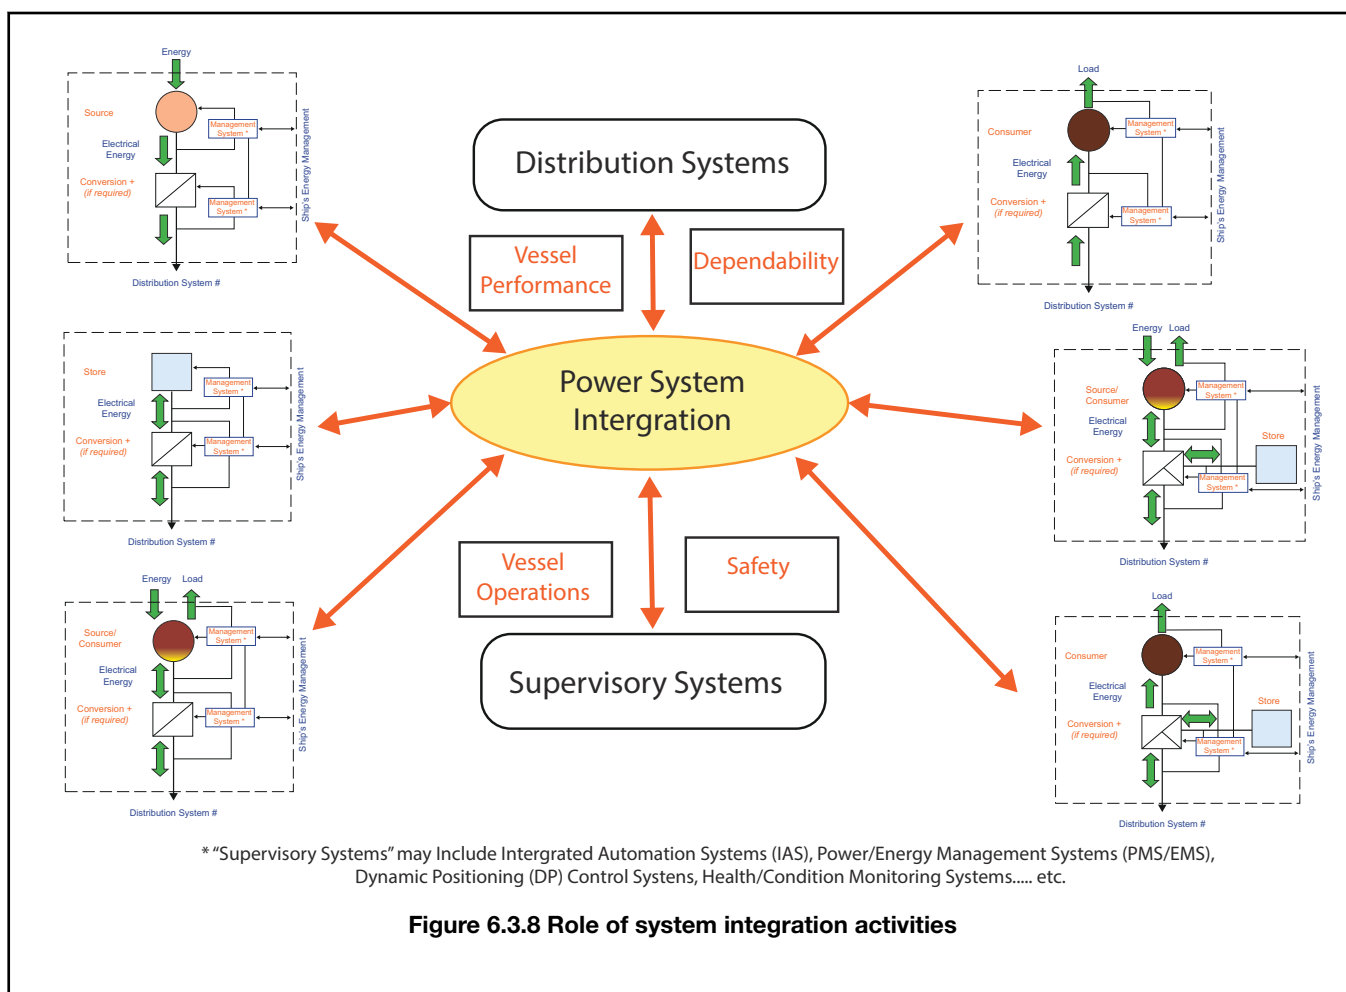 Energy
Source
Management
System *
Electrical
Energy
Conversion +
(if required)
Management
System *
Ship's Energy Management
Distribution System #
Store
Management
System *
Electrical
Energy
Conversion +
(if required)
Management
System *
Ship's Energy Management
Distribution System #
Energy
Load
Source/
Consumer
Management
System *
Electrical
Energy
Conversion +
(if required)
Management
System *
Ship's Energy Management
Distribution System #
Distribution Systems
Vessel
Performance
Dependability
Power System
Intergration
Vessel
Operations
Safety
Supervisory Systems
Load
Consumer
Management
System *
Electrical
Energy
Conversion +
(if required)
Management
System *
Ship's Energy Management
Distribution System #
Energy
Load
Source/
Consumer
Management
System *
Electrical
Energy
Store
Conversion +
(if required)
Management
System *
Ship's Energy Management
Distribution System #
Load
Consumer
Management
System *
Electrical
Energy
Store
Conversion +
(if required)
Management
System *
Ship's Energy Management
Distribution System #
* “Supervisory Systems” may Include Intergrated Automation Systems (IAS), Power/Energy Management Systems (PMS/EMS),
Dynamic Positioning (DP) Control Systens, Health/Condition Monitoring Systems..... etc.
Figure 6.3.8 Role of system integration activities